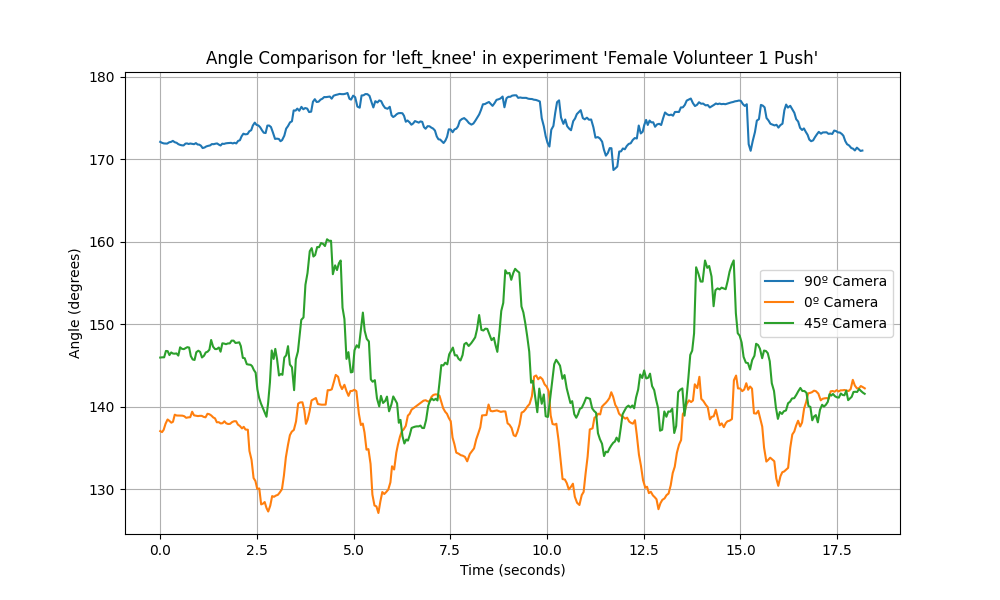 Angle Comparison for 'left_knee' in experiment 'Female Volunteer 1 Push'
180
170
160
150
140
130
Angle (degrees)
90º Camera
0º Camera
45º Camera
0.0 2.5 5.0 7.5 10.0 12.5 15.0 17.5
Time (seconds)